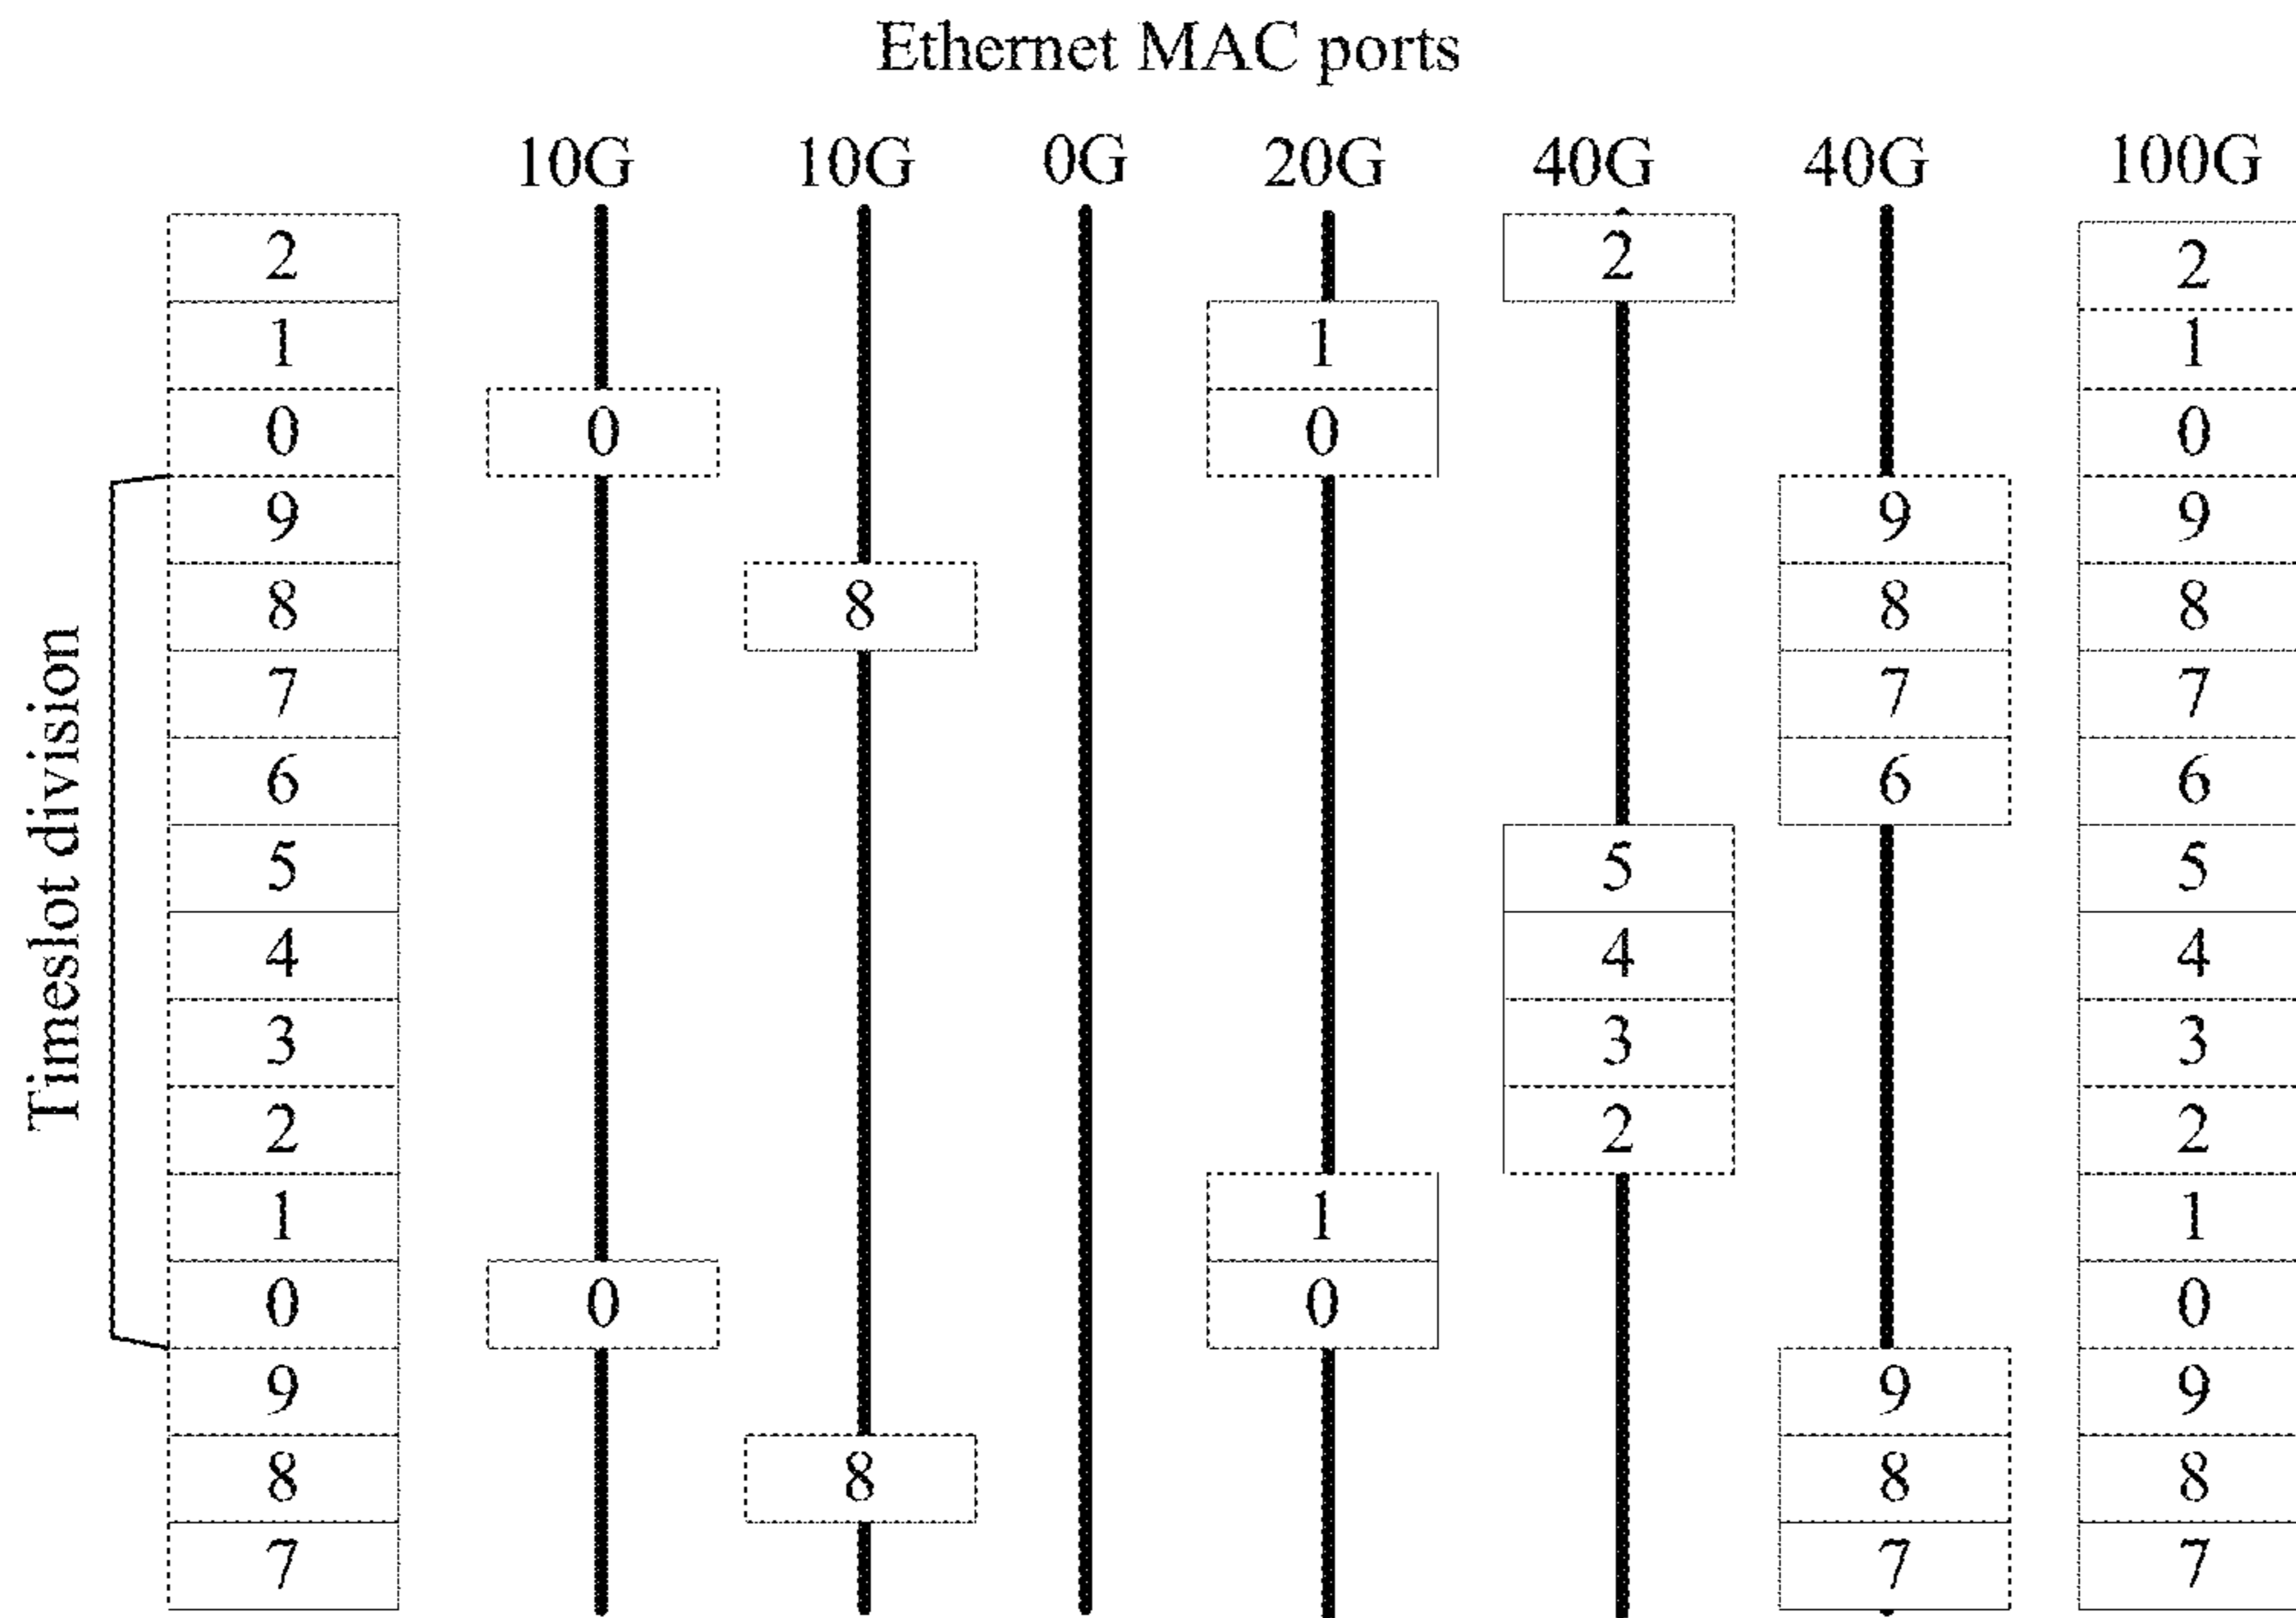 Ethernet MAC ports
10G 10G 0G 20G 40G 40G 100G
2 2 2
1 1 1
0 0 0 0
9 9 9
8 8 8 8
7 7 7
6 6 6
5 5 5
4 4 4
3 3 3
2 2 2
1 1 1
0 0 0 0
9 9 9
8 8 8 8
7 7 7
Timeslot division